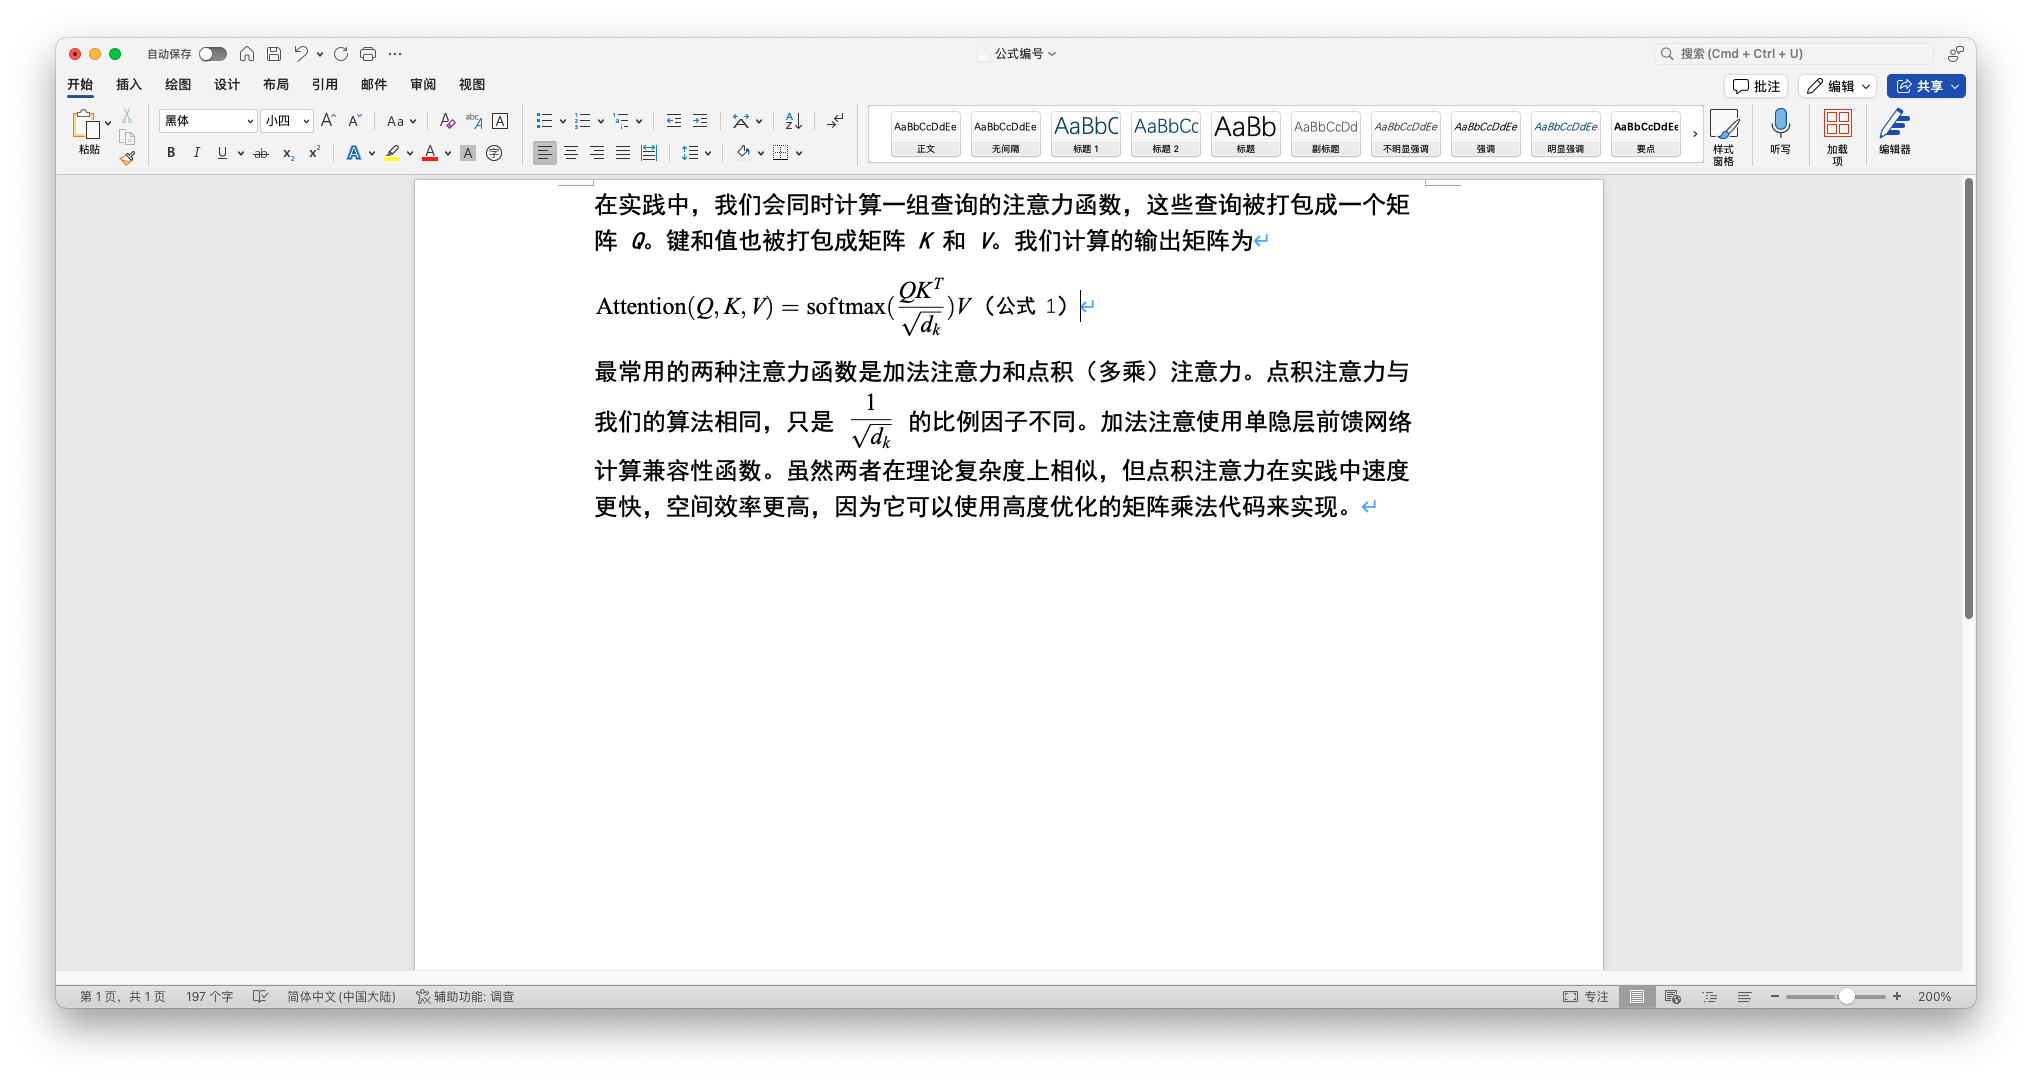 自动保存
公式编号
搜索 (Cmd + Ctrl + U)
开始 插入 绘图 设计 布局 引用 邮件 审阅 视图
批注 编辑 共享
粘贴
黑体 小四 A A Aa A abc A A
B I U ab x₂ x² A A A 字
A Z
AaBbCcDdEe AaBbCcDdEe AaBbC AaBbCc AaBb AaBbCcDd AaBbCcDdEe AaBbCcDdEe AaBbCcDdEe AaBbCcDdEe
正文 无间隔 标题 1 标题 2 标题 副标题 不明显强调 强调 明显强调 要点
样式窗格 听写 加载项 编辑器
在实践中，我们会同时计算一组查询的注意力函数，这些查询被打包成一个矩
阵 Q。键和值也被打包成矩阵 K 和 V。我们计算的输出矩阵为
Attention(Q, K, V) = softmax(QKᵀ/√dₖ)V（公式 1）
最常用的两种注意力函数是加法注意力和点积（多乘）注意力。点积注意力与
我们的算法相同，只是 1/√dₖ 的比例因子不同。加法注意使用单隐层前馈网络
计算兼容性函数。虽然两者在理论复杂度上相似，但点积注意力在实践中速度
更快，空间效率更高，因为它可以使用高度优化的矩阵乘法代码来实现。
第 1 页，共 1 页 197 个字 简体中文 (中国大陆) 辅助功能: 调查 专注 200%